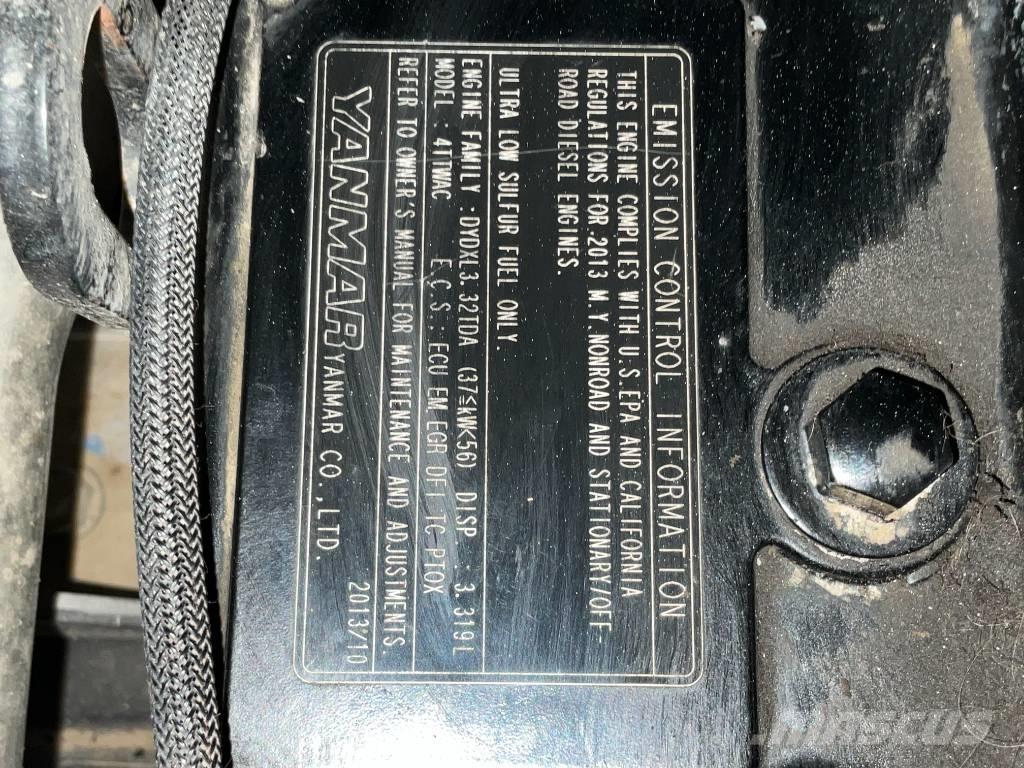 EMISSION CONTROL INFORMATION
THIS ENGINE COMPLIES WITH U.S.EPA AND CALIFORNIA
REGULATIONS FOR 2013 M Y.NONROAD AND STATIONARY/OFF-
ROAD DIESEL ENGINES.
ULTRA LOW SULFUR FUEL ONLY.
ENGINE FAMILY : DYDXL3.32TDA (37≤kW<56) DISP : 3.319L
MODEL : E.C.S: ECU EM EGR DFI TC PTOX
REFER TO OWNER'S MANUAL FOR MAINTENANCE AND ADJUSTMENTS.
YANMAR YANMAR CO.,LTD. 2013/10
MASCUS